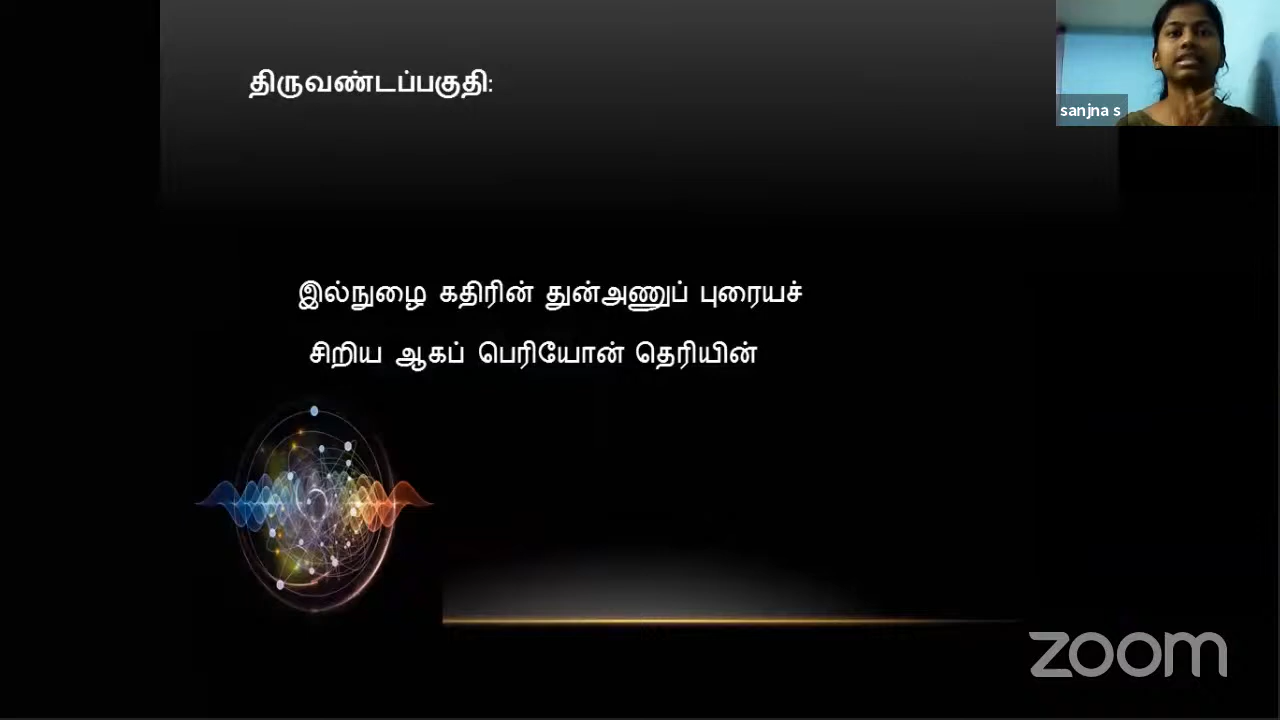 திருவண்டப்பகுதி:
sanjna s
இல்நுழை கதிரின் துன்அணுப் புரையச்
சிறிய ஆகப் பெரியோன் தெரியின்
zoom